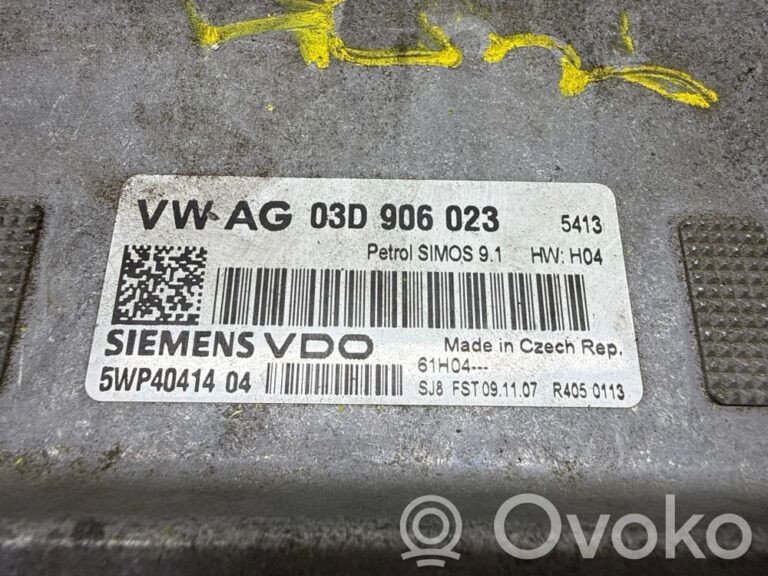 VW AG 03D 906 023 5413
Petrol SIMOS 9.1 HW: H04
SIEMENS VDO Made in Czech Rep.
5WP40414 04 61H04---
SJ8 FST 09.11.07 R405 0113
Ovoko